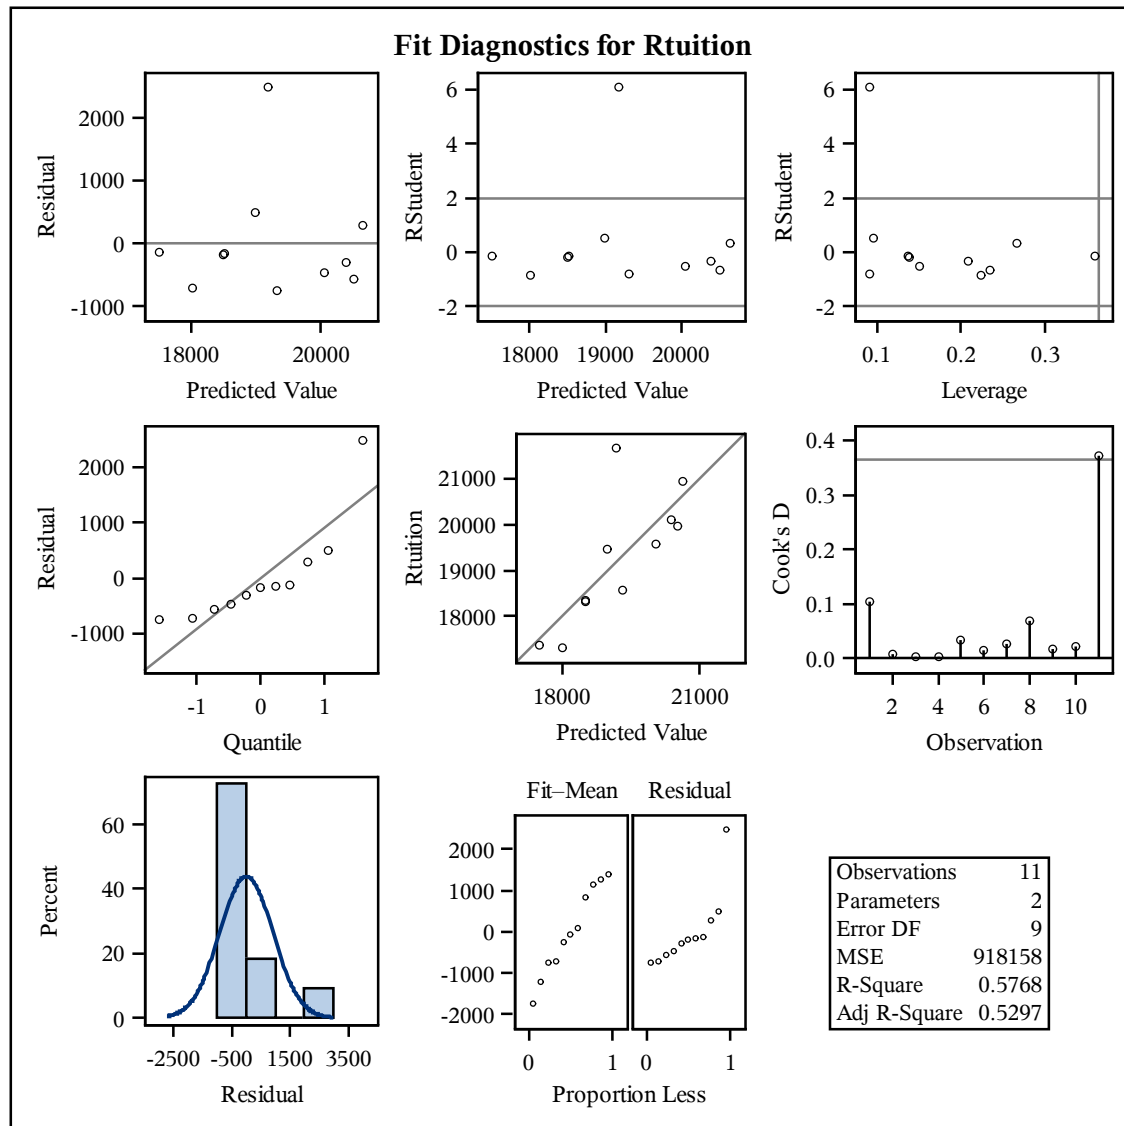 Fit Diagnostics for Rtuition
2000
1000
0
-1000
Residual
18000 20000
Predicted Value
6
4
2
0
-2
RStudent
18000 19000 20000
Predicted Value
6
4
2
0
-2
RStudent
0.1 0.2 0.3
Leverage
2000
1000
0
-1000
Residual
-1 0 1
Quantile
21000
20000
19000
18000
Rtuition
18000 21000
Predicted Value
0.4
0.3
0.2
0.1
0.0
Cook's D
2 4 6 8 10
Observation
60
40
20
0
Percent
-2500 -500 1500 3500
Residual
Fit–Mean Residual
2000
1000
0
-1000
-2000
0 1 0 1
Proportion Less
Observations 11
Parameters 2
Error DF 9
MSE 918158
R-Square 0.5768
Adj R-Square 0.5297